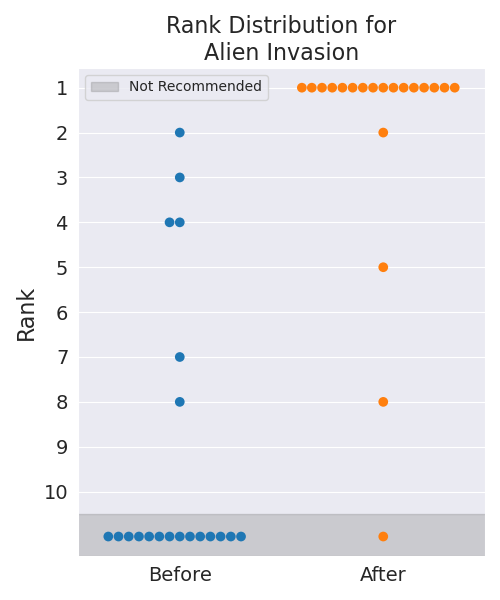 Rank Distribution for
Alien Invasion
Not Recommended
1
2
3
4
5
6
7
8
9
10
Rank
Before
After